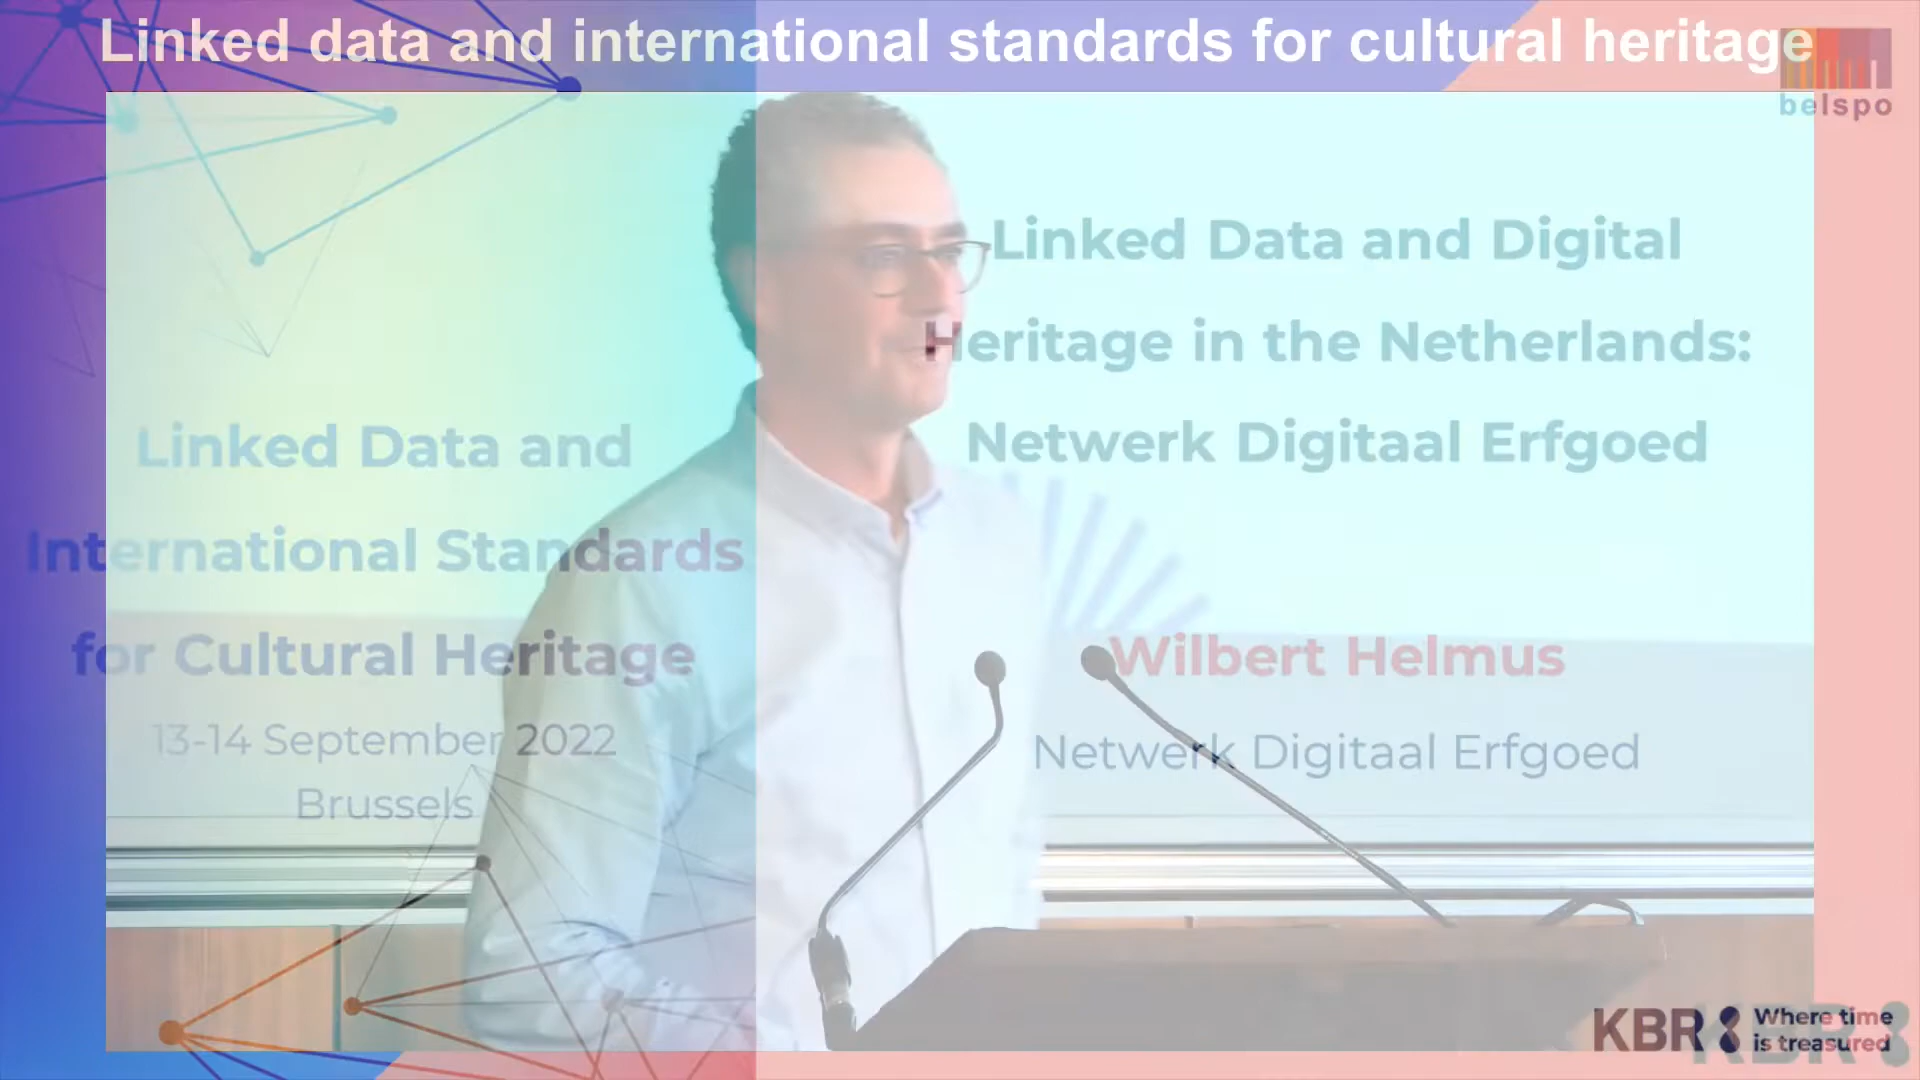 Linked data and international standards for cultural heritage
belspo
Linked Data and
International Standards
for Cultural Heritage
13-14 September 2022
Brussels
Linked Data and Digital
Heritage in the Netherlands:
Netwerk Digitaal Erfgoed
Wilbert Helmus
Netwerk Digitaal Erfgoed
KBR Where time
is treasured
KBR